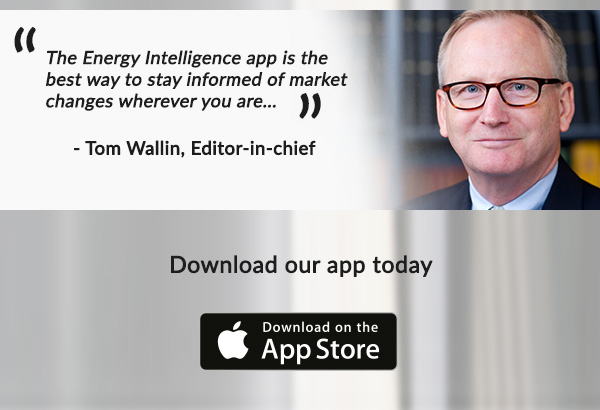 “
The Energy Intelligence app is the
best way to stay informed of market
changes wherever you are...
”
- Tom Wallin, Editor-in-chief
Download our app today
Download on the
App Store